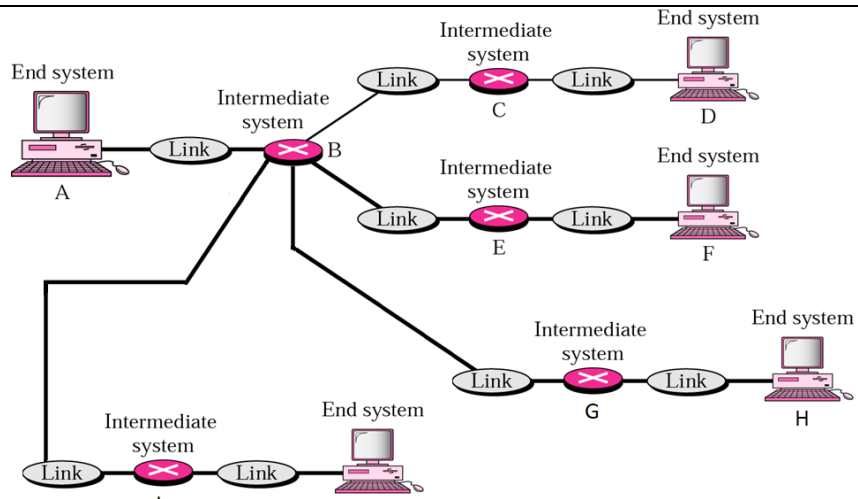 Intermediate
system
Link
C
Link
End system
D
End system
A
Link
Intermediate
system
B
Intermediate
system
Link
E
Link
End system
F
Intermediate
system
Link
G
Link
End system
H
Intermediate
system
Link
Link
End system